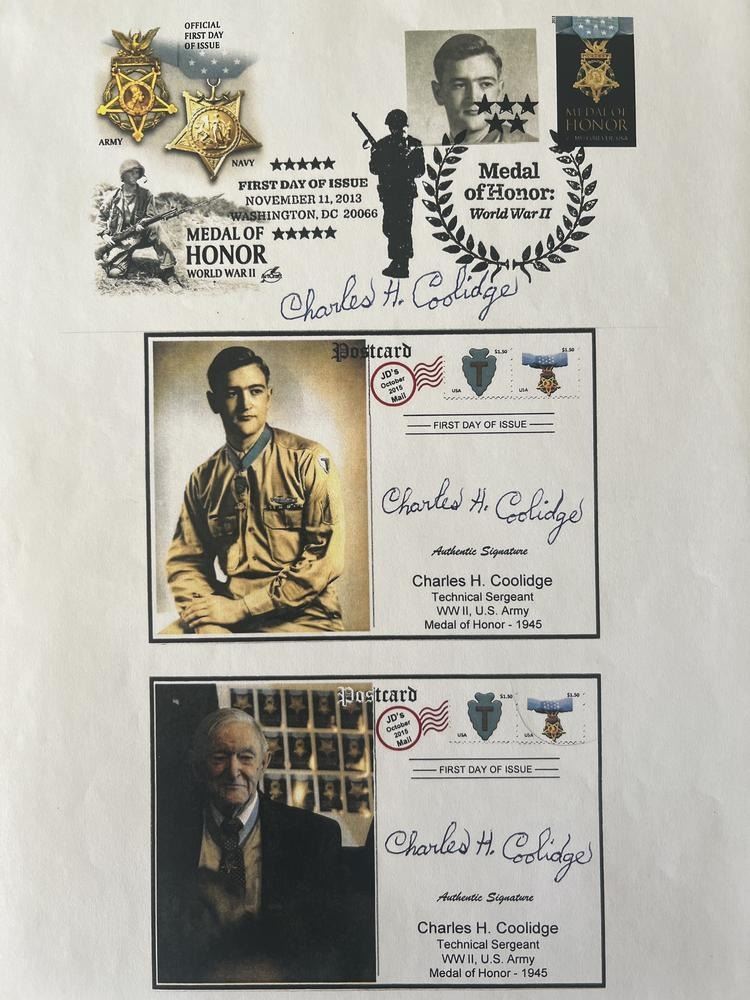 OFFICIAL
FIRST DAY
OF ISSUE
ARMY
NAVY
FIRST DAY OF ISSUE
NOVEMBER 11, 2013
WASHINGTON, DC 20066
MEDAL OF
HONOR
WORLD WAR II
MEDAL OF
HONOR
Medal
of Honor:
World War II
Charles H. Coolidge
Postcard
JD's
October
2015
Mail
$1.50
USA
T
$1.50
USA
FIRST DAY OF ISSUE
Charles H. Coolidge
Authentic Signature
Charles H. Coolidge
Technical Sergeant
WW II, U.S. Army
Medal of Honor - 1945
Postcard
JD's
October
2015
Mail
$1.50
USA
T
$1.50
USA
FIRST DAY OF ISSUE
Charles H. Coolidge
Authentic Signature
Charles H. Coolidge
Technical Sergeant
WW II, U.S. Army
Medal of Honor - 1945